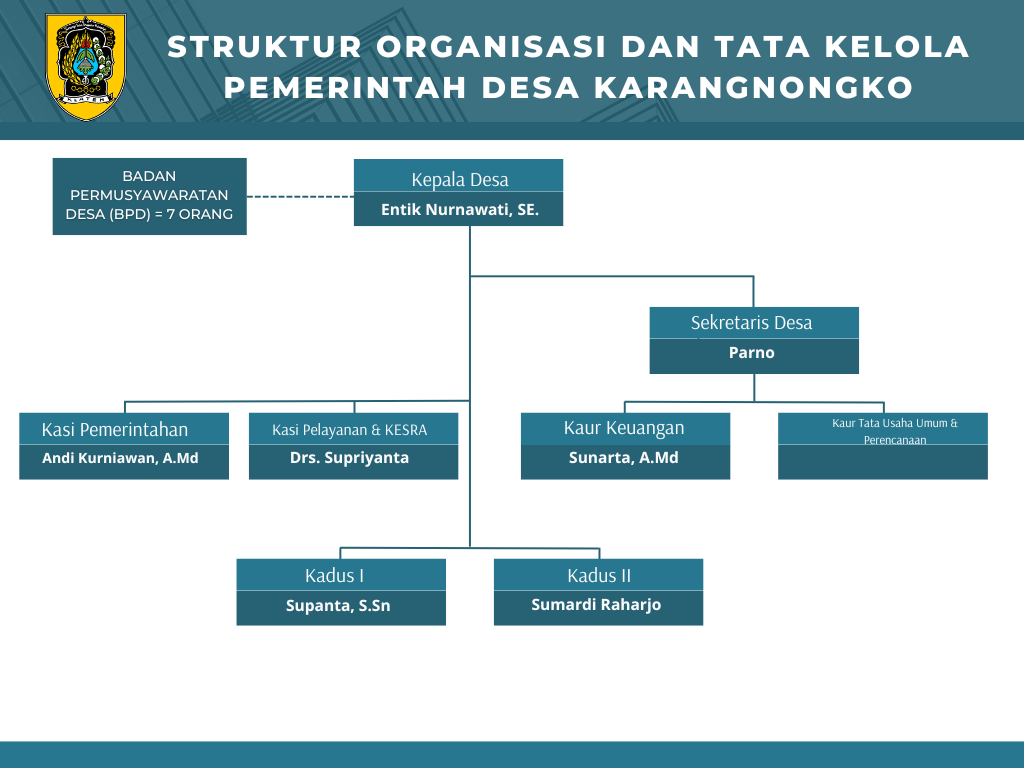 STRUKTUR ORGANISASI DAN TATA KELOLA
PEMERINTAH DESA KARANGNONGKO
KLATEN
BADAN
PERMUSYAWARATAN
DESA (BPD) = 7 ORANG
Kepala Desa
Entik Nurnawati, SE.
Sekretaris Desa
Parno
Kasi Pemerintahan
Andi Kurniawan, A.Md
Kasi Pelayanan & KESRA
Drs. Supriyanta
Kaur Keuangan
Sunarta, A.Md
Kaur Tata Usaha Umum &
Perencanaan
Kadus I
Supanta, S.Sn
Kadus II
Sumardi Raharjo